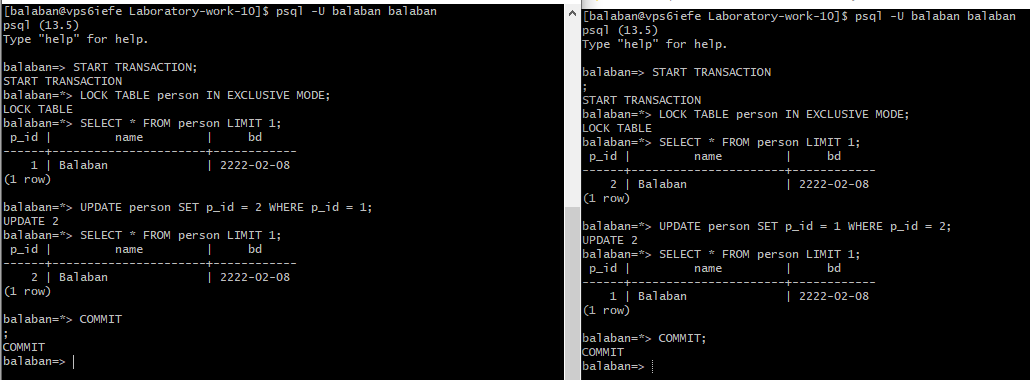 [balaban@vps6iefe Laboratory-work-10]$ psql -U balaban balaban
psql (13.5)
Type "help" for help.

balaban=> START TRANSACTION;
START TRANSACTION
balaban=*> LOCK TABLE person IN EXCLUSIVE MODE;
LOCK TABLE
balaban=*> SELECT * FROM person LIMIT 1;
 p_id |         name         |     bd
------+----------------------+------------
    1 | Balaban              | 2222-02-08
(1 row)

balaban=*> UPDATE person SET p_id = 2 WHERE p_id = 1;
UPDATE 2
balaban=*> SELECT * FROM person LIMIT 1;
 p_id |         name         |     bd
------+----------------------+------------
    2 | Balaban              | 2222-02-08
(1 row)

balaban=*> COMMIT
;
COMMIT
balaban=>
[balaban@vps6iefe Laboratory-work-10]$ psql -U balaban balaban
psql (13.5)
Type "help" for help.

balaban=> START TRANSACTION
;
START TRANSACTION
balaban=*> LOCK TABLE person IN EXCLUSIVE MODE;
LOCK TABLE
balaban=*> SELECT * FROM person LIMIT 1;
 p_id |         name         |     bd
------+----------------------+------------
    2 | Balaban              | 2222-02-08
(1 row)

balaban=*> UPDATE person SET p_id = 1 WHERE p_id = 2;
UPDATE 2
balaban=*> SELECT * FROM person LIMIT 1;
 p_id |         name         |     bd
------+----------------------+------------
    1 | Balaban              | 2222-02-08
(1 row)

balaban=*> COMMIT;
COMMIT
balaban=>